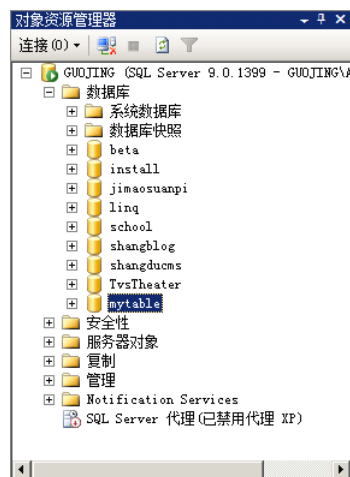 对象资源管理器
连接(O)
GUOJING (SQL Server 9.0.1399 - GUOJING\A
数据库
系统数据库
数据库快照
beta
install
jimaosuanpi
linq
school
shangblog
shangducms
TvsTheater
mytable
安全性
服务器对象
复制
管理
Notification Services
SQL Server 代理(已禁用代理 XP)